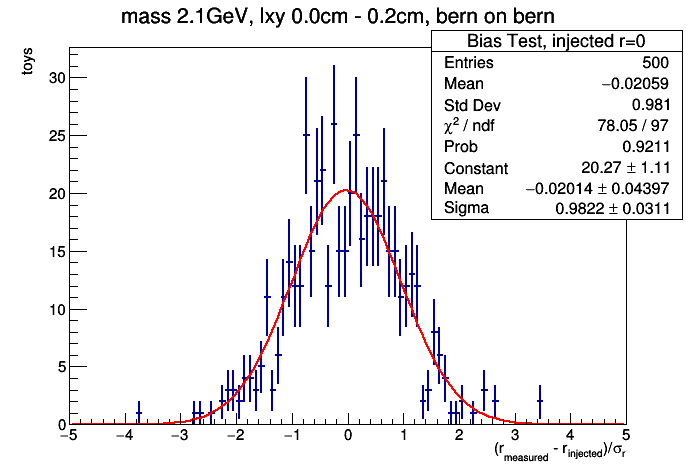 mass 2.1GeV, lxy 0.0cm - 0.2cm, bern on bern
Bias Test, injected r=0
Entries 500
Mean −0.02059
Std Dev 0.981
χ² / ndf 78.05 / 97
Prob 0.9211
Constant 20.27 ± 1.11
Mean −0.02014 ± 0.04397
Sigma 0.9822 ± 0.0311
toys
30
25
20
15
10
5
0
−5 −4 −3 −2 −1 0 1 2 3 4 5
(r_measured - r_injected)/σ_r